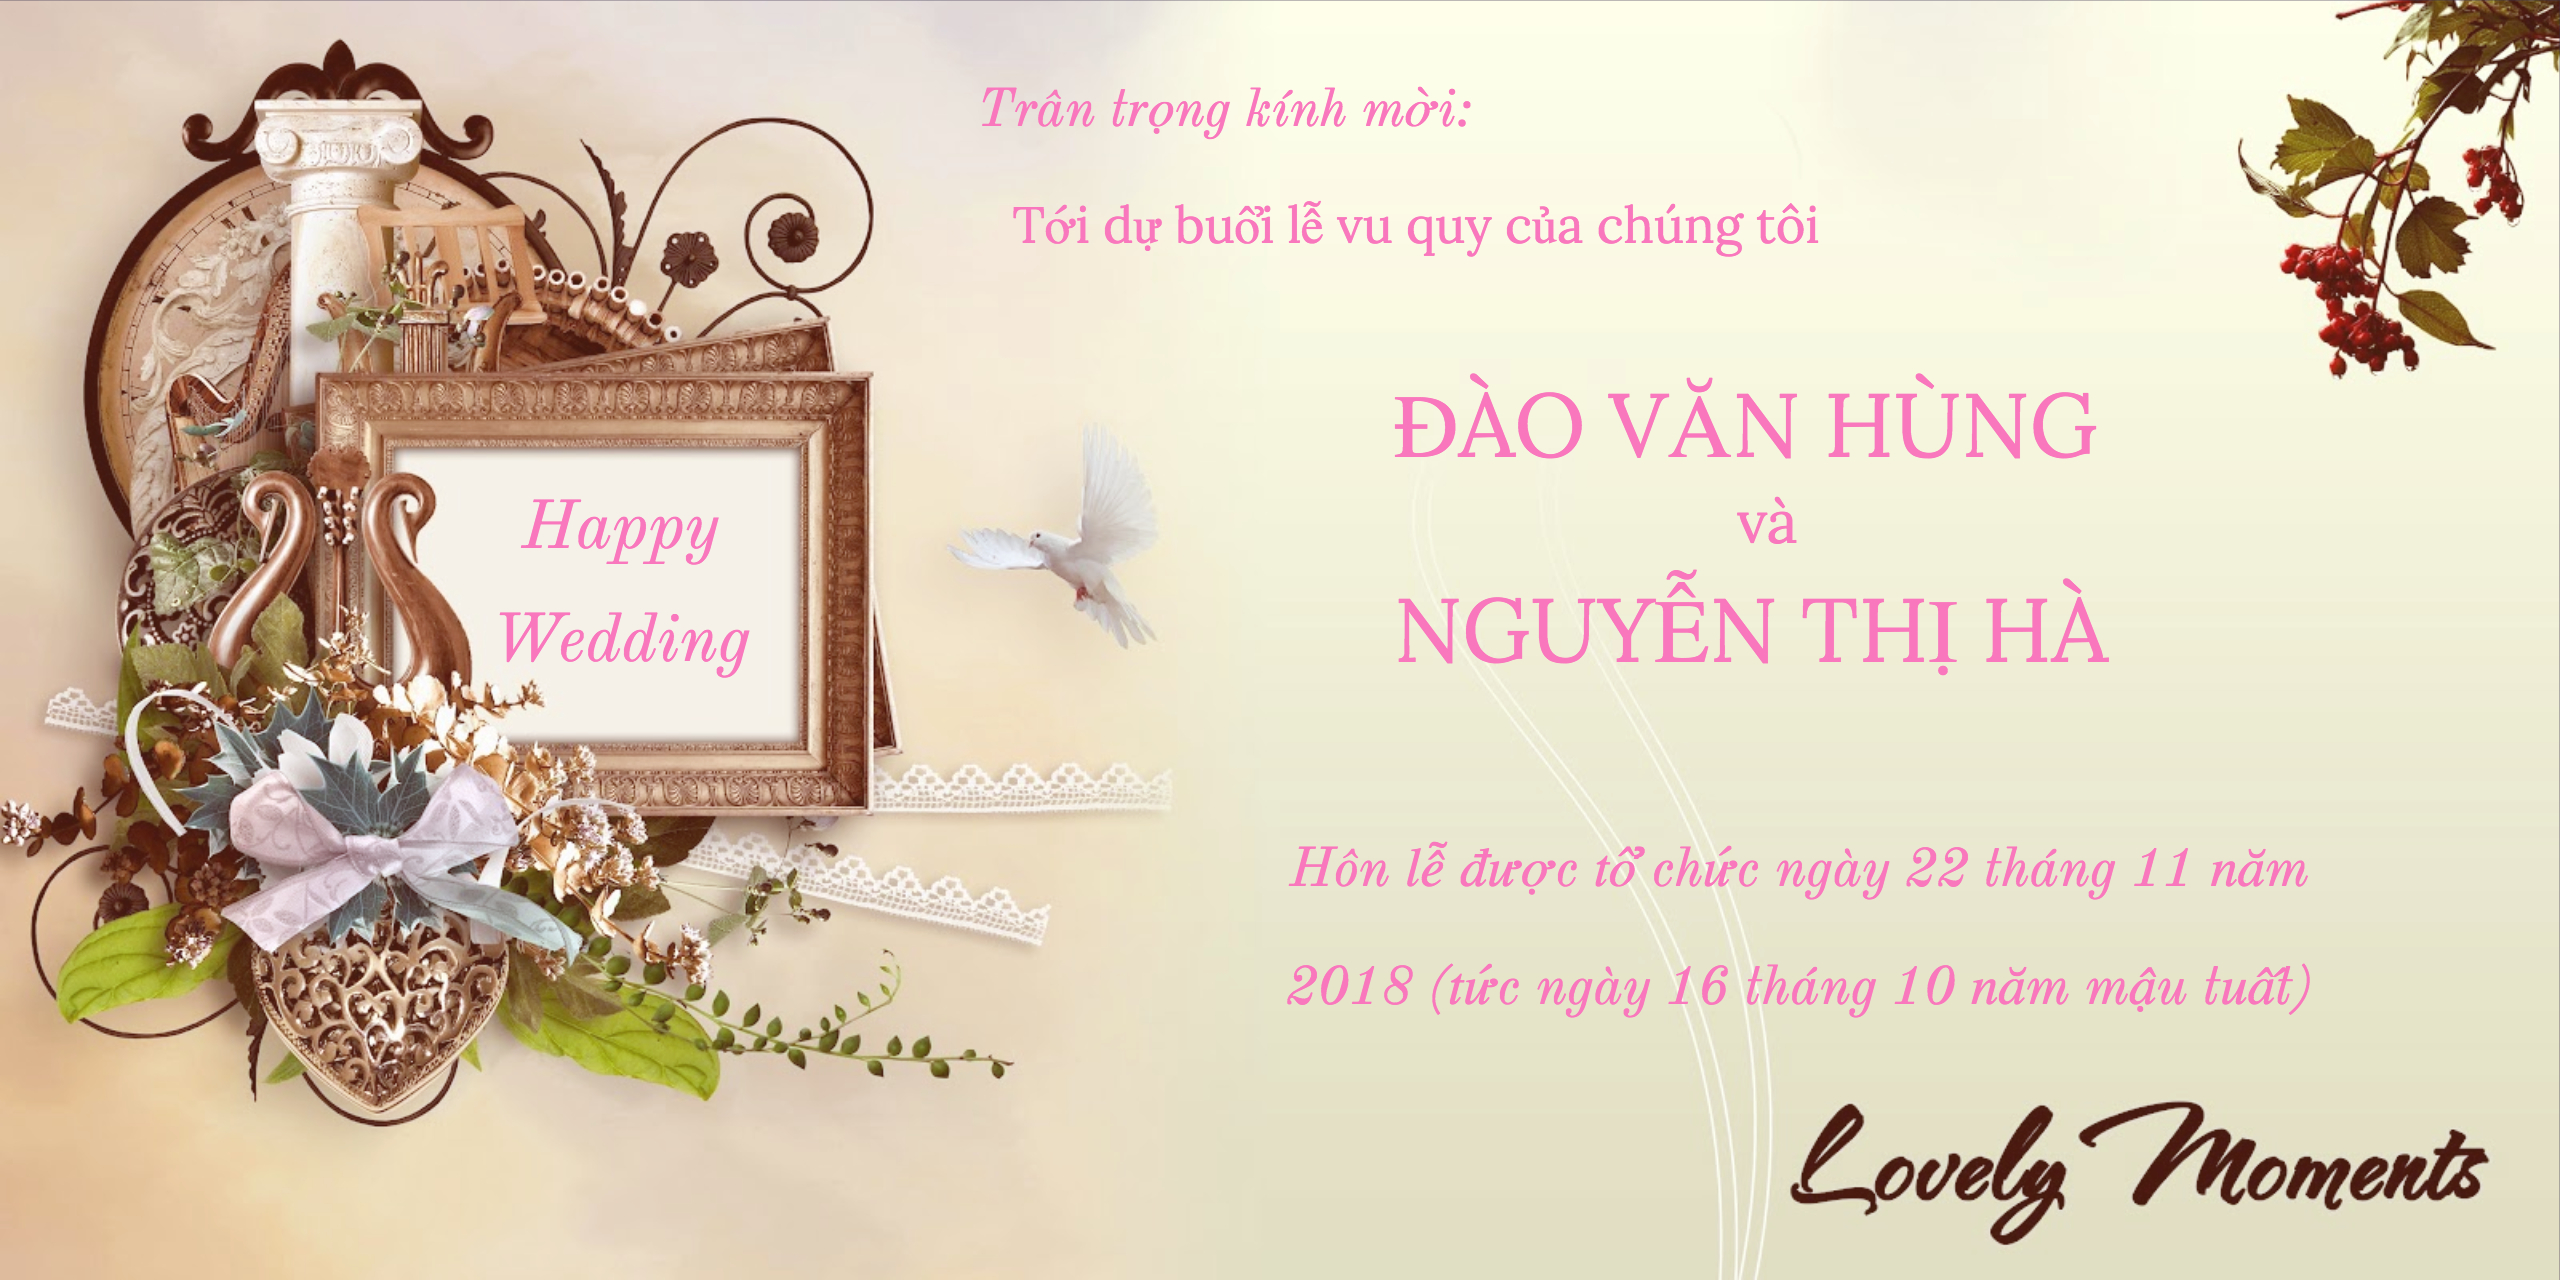 Trân trọng kính mời:
Tới dự buổi lễ vu quy của chúng tôi
Happy
Wedding
ĐÀO VĂN HÙNG
và
NGUYỄN THỊ HÀ
Hôn lễ được tổ chức ngày 22 tháng 11 năm
2018 (tức ngày 16 tháng 10 năm mậu tuất)
Lovely Moments